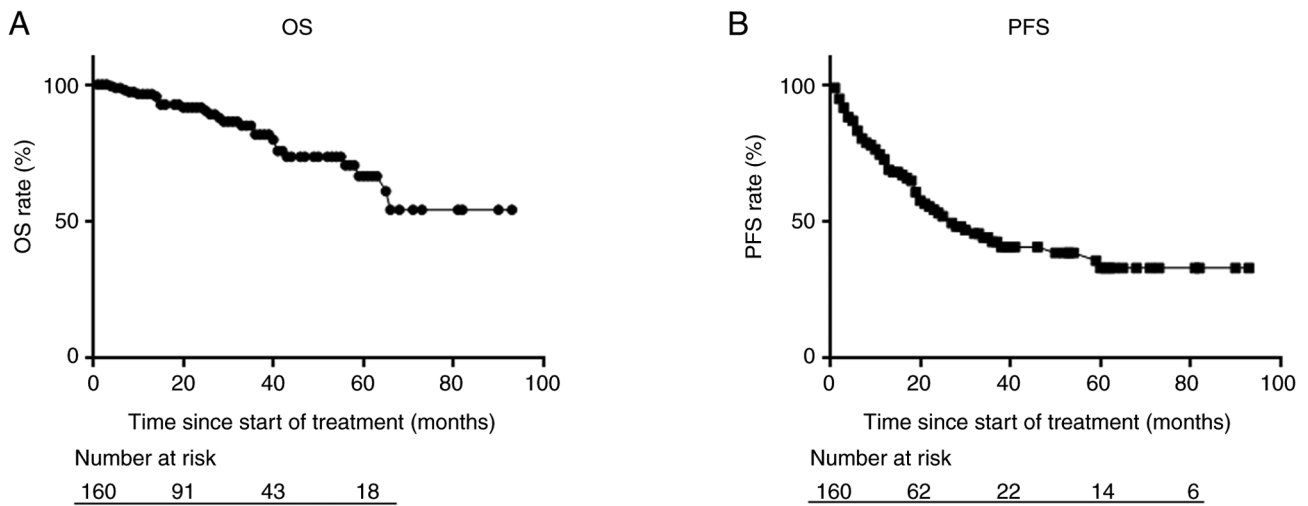 A
OS
100
50
0
OS rate (%)
0 20 40 60 80 100
Time since start of treatment (months)
Number at risk
160 91 43 18
B
PFS
100
50
0
PFS rate (%)
0 20 40 60 80 100
Time since start of treatment (months)
Number at risk
160 62 22 14 6